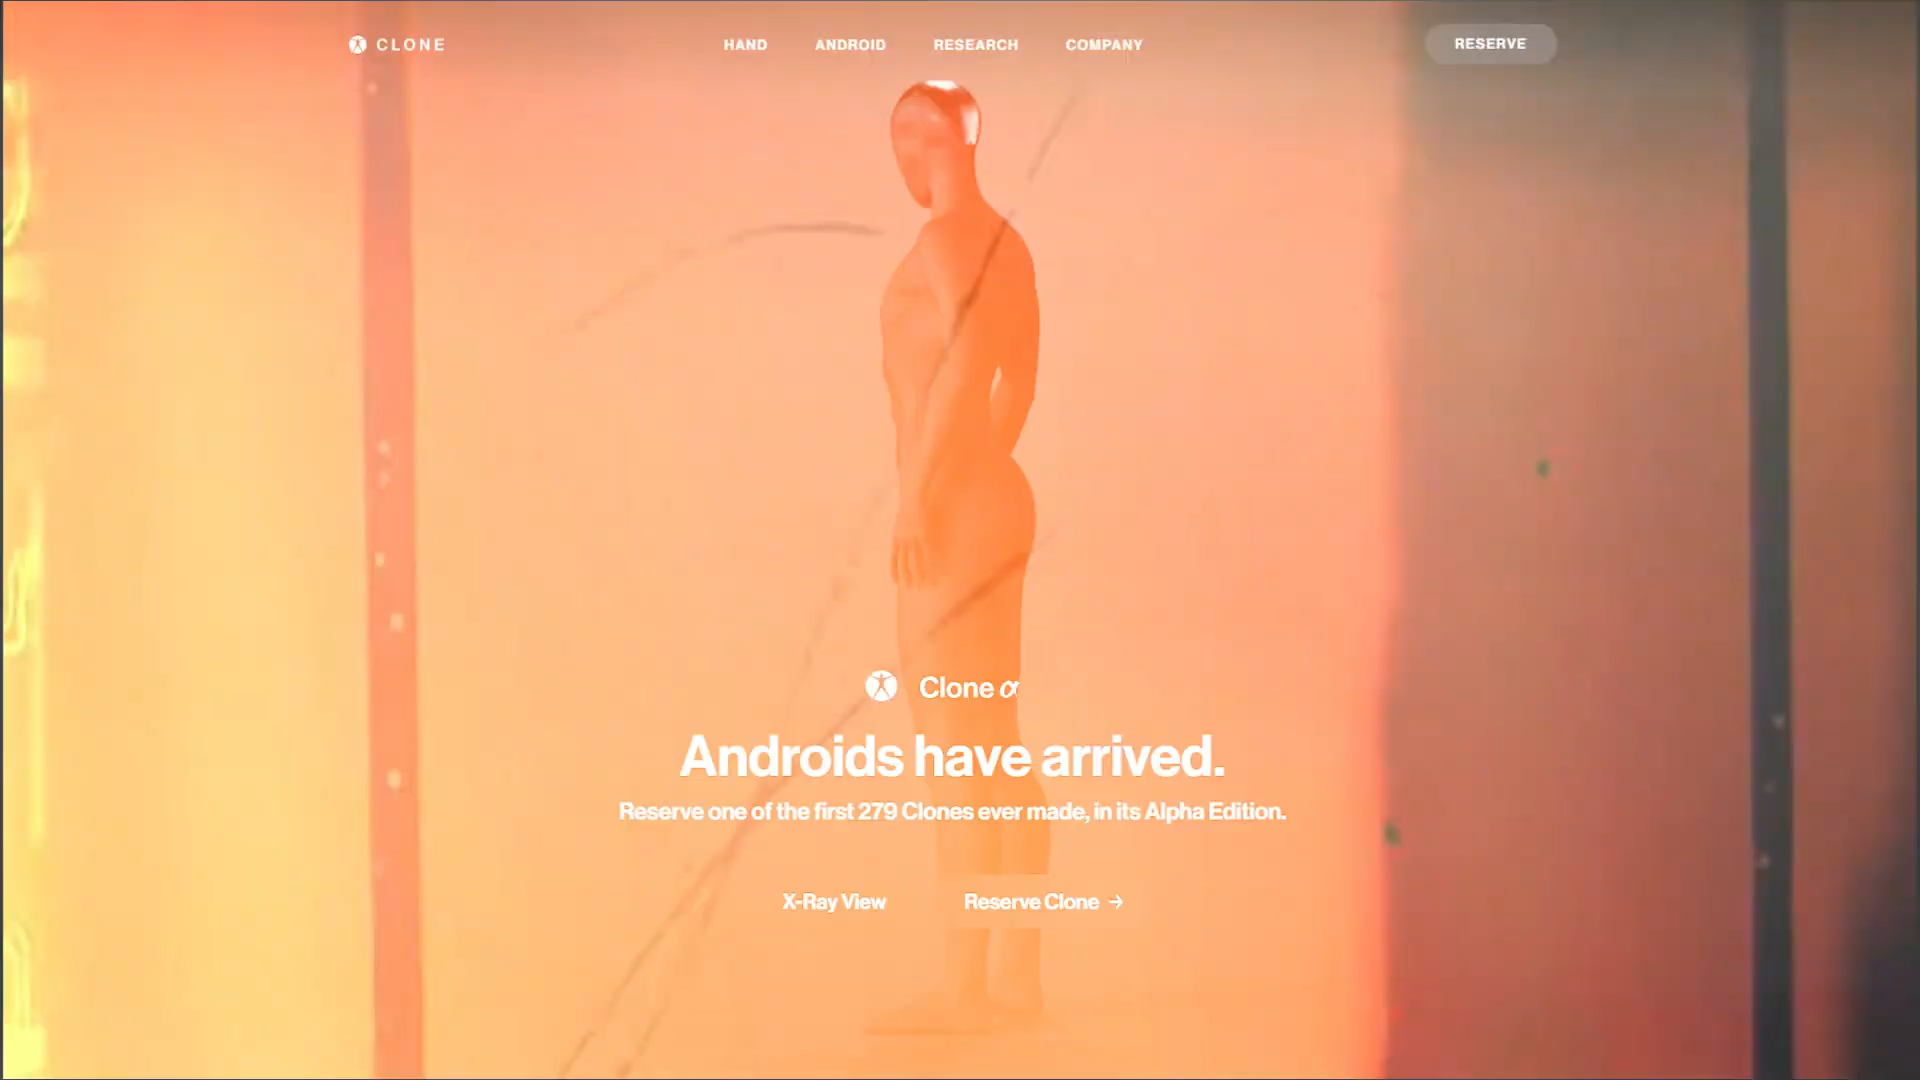 CLONE
HAND ANDROID RESEARCH COMPANY
RESERVE
Clone α
Androids have arrived.
Reserve one of the first 279 Clones ever made, in its Alpha Edition.
X-Ray View
Reserve Clone →